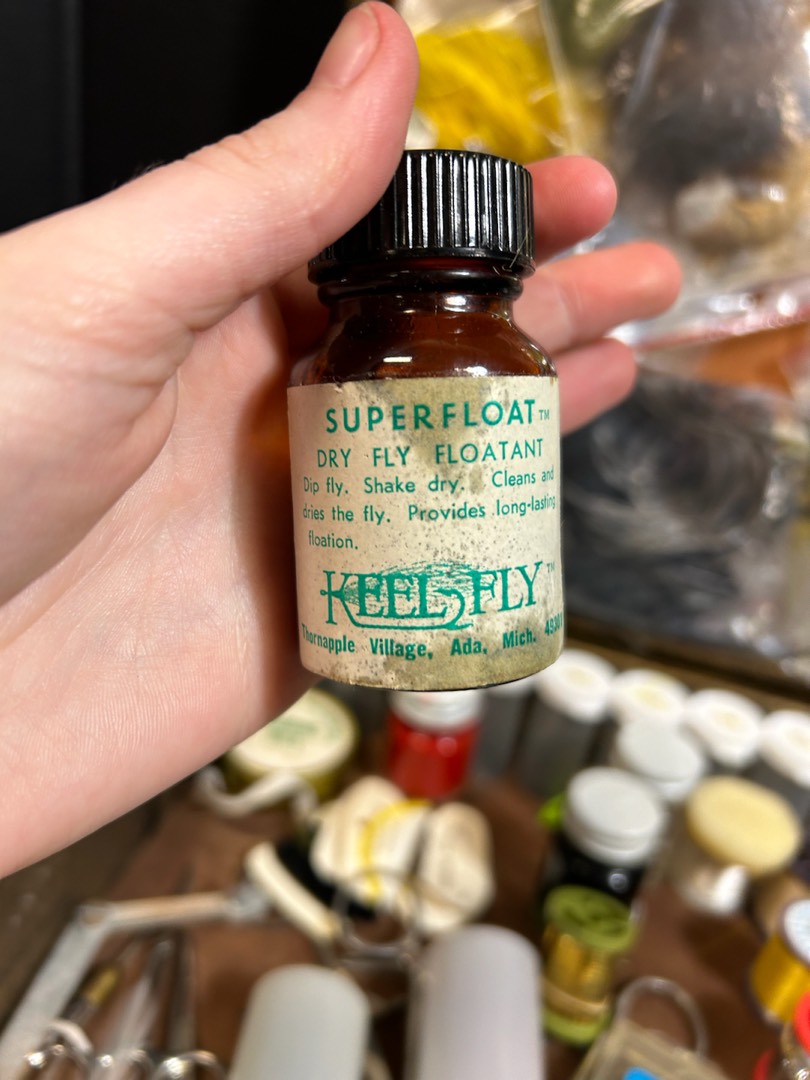 SUPERFLOAT™
DRY FLY FLOATANT
Dip fly. Shake dry. Cleans and
dries the fly. Provides long-lasting
floation.
KEEL FLY™
Thornapple Village, Ada, Mich.